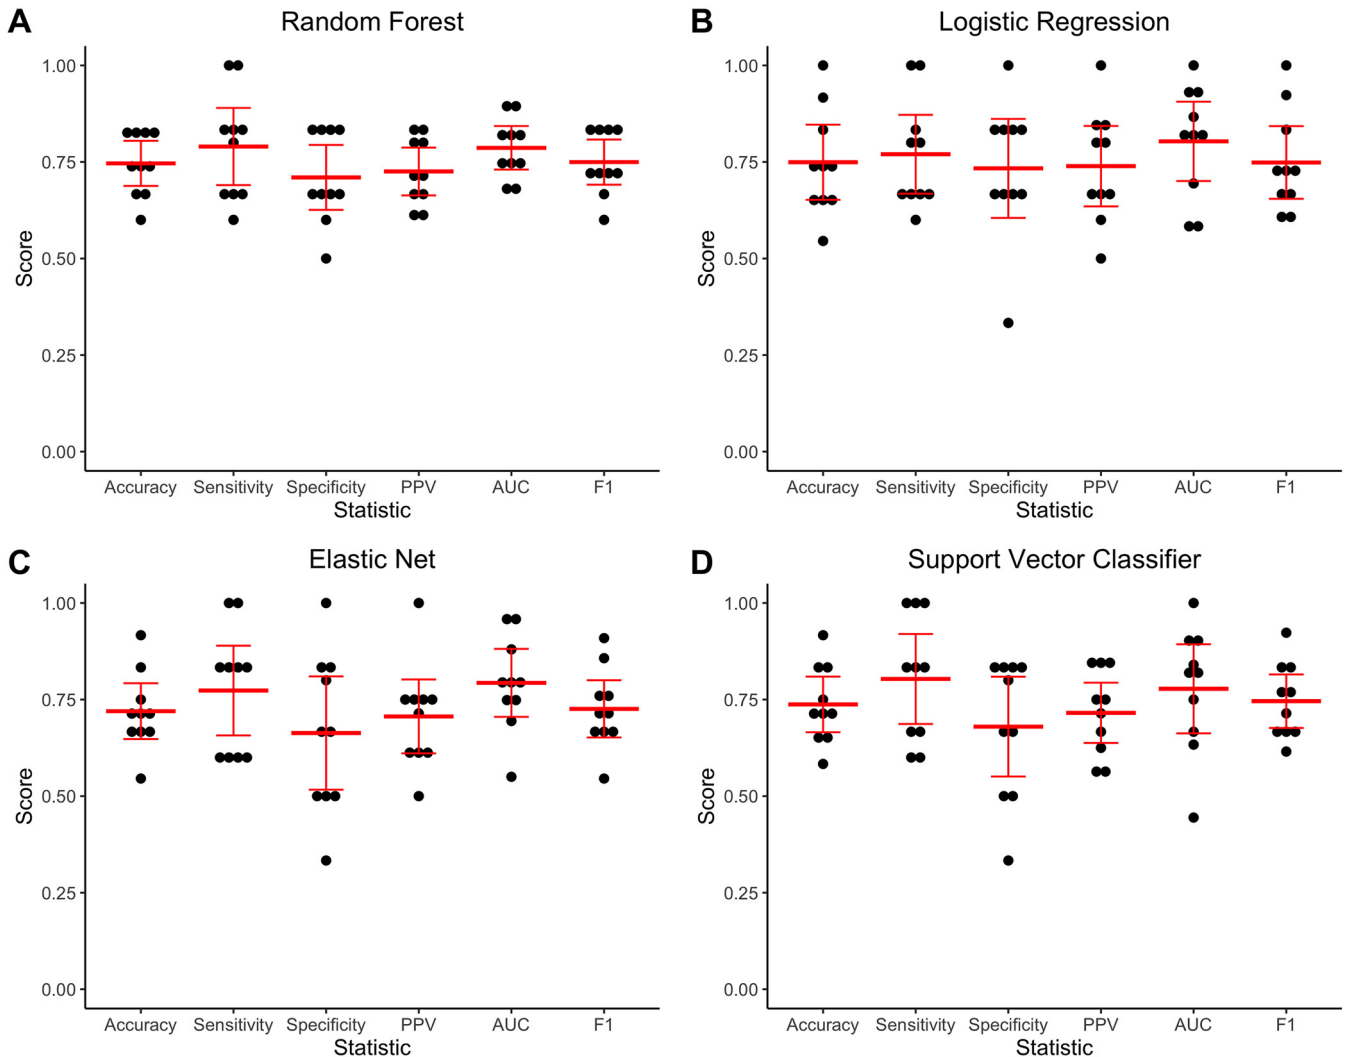 A
Random Forest
Score
1.00
0.75
0.50
0.25
0.00
Accuracy Sensitivity Specificity PPV AUC F1
Statistic
B
Logistic Regression
Score
1.00
0.75
0.50
0.25
0.00
Accuracy Sensitivity Specificity PPV AUC F1
Statistic
C
Elastic Net
Score
1.00
0.75
0.50
0.25
0.00
Accuracy Sensitivity Specificity PPV AUC F1
Statistic
D
Support Vector Classifier
Score
1.00
0.75
0.50
0.25
0.00
Accuracy Sensitivity Specificity PPV AUC F1
Statistic